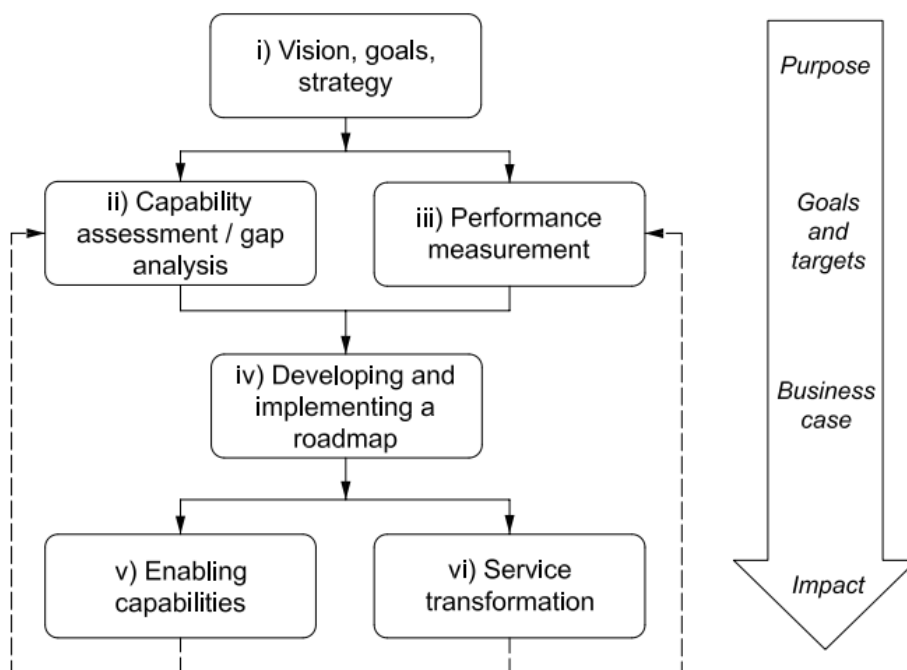 i) Vision, goals,
strategy
Purpose
ii) Capability
assessment / gap
analysis
iii) Performance
measurement
Goals
and
targets
iv) Developing and
implementing a
roadmap
Business
case
v) Enabling
capabilities
vi) Service
transformation
Impact